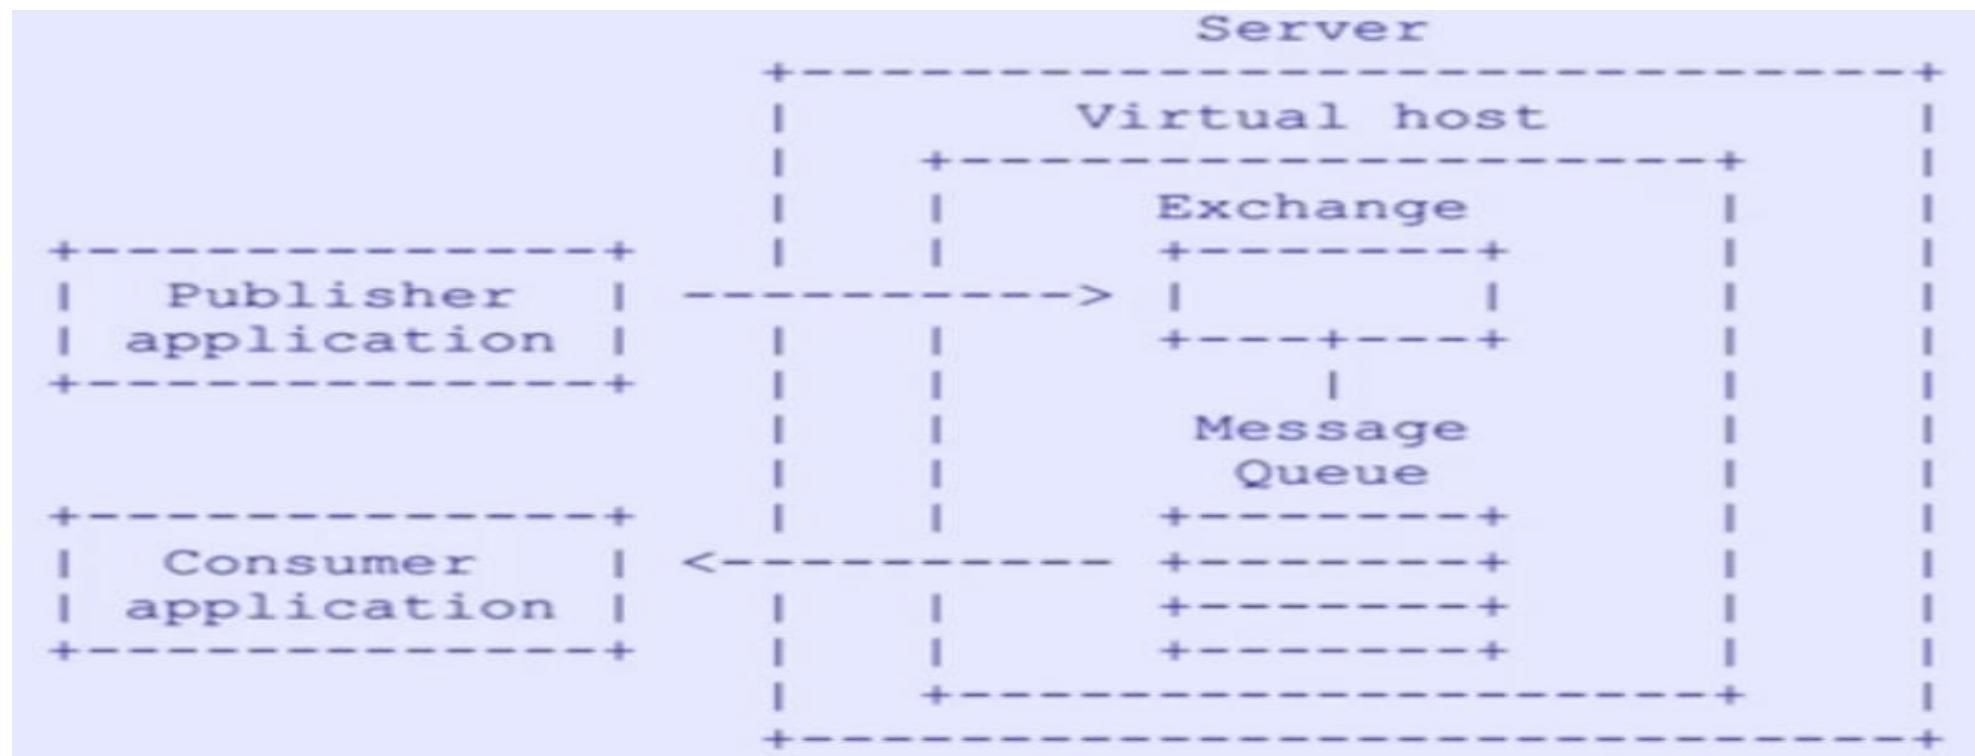 Server
Virtual host
Exchange
Publisher
application
Message
Queue
Consumer
application